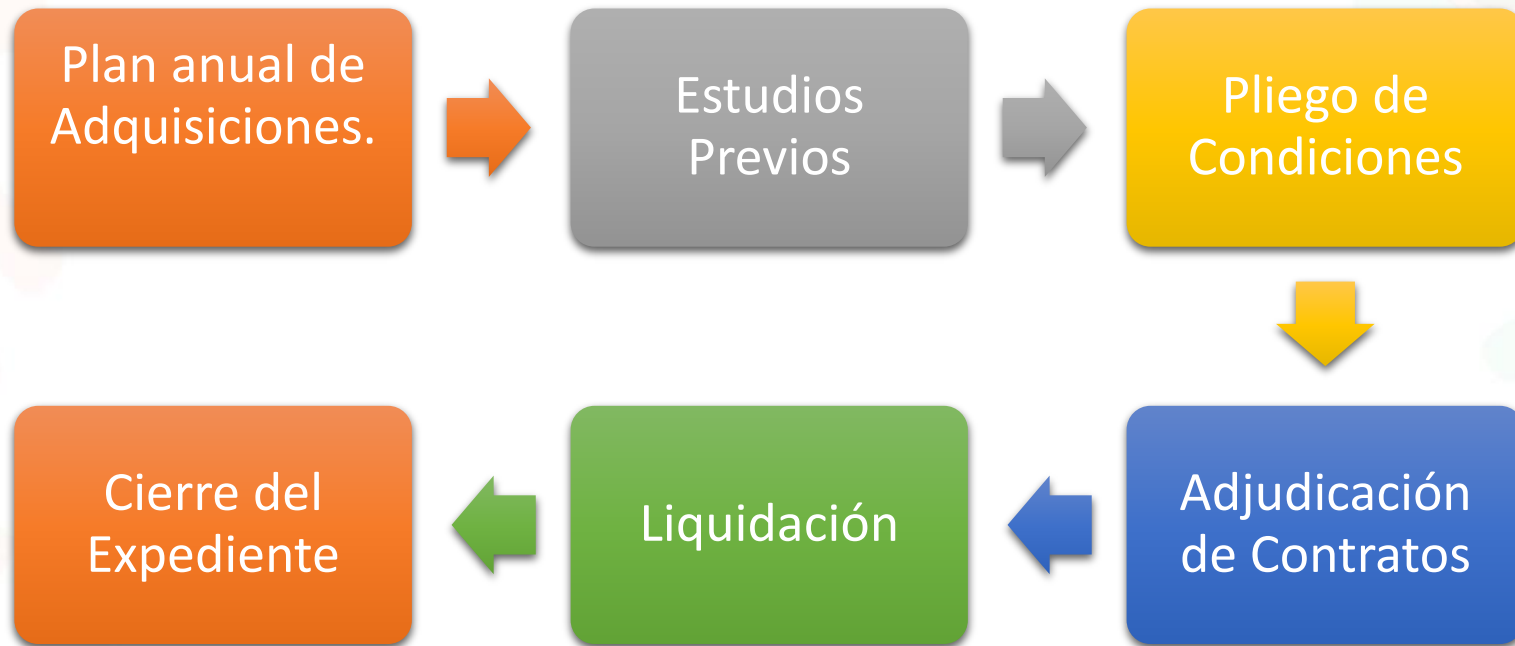 Plan anual de
Adquisiciones.
Estudios
Previos
Pliego de
Condiciones
Adjudicación
de Contratos
Liquidación
Cierre del
Expediente